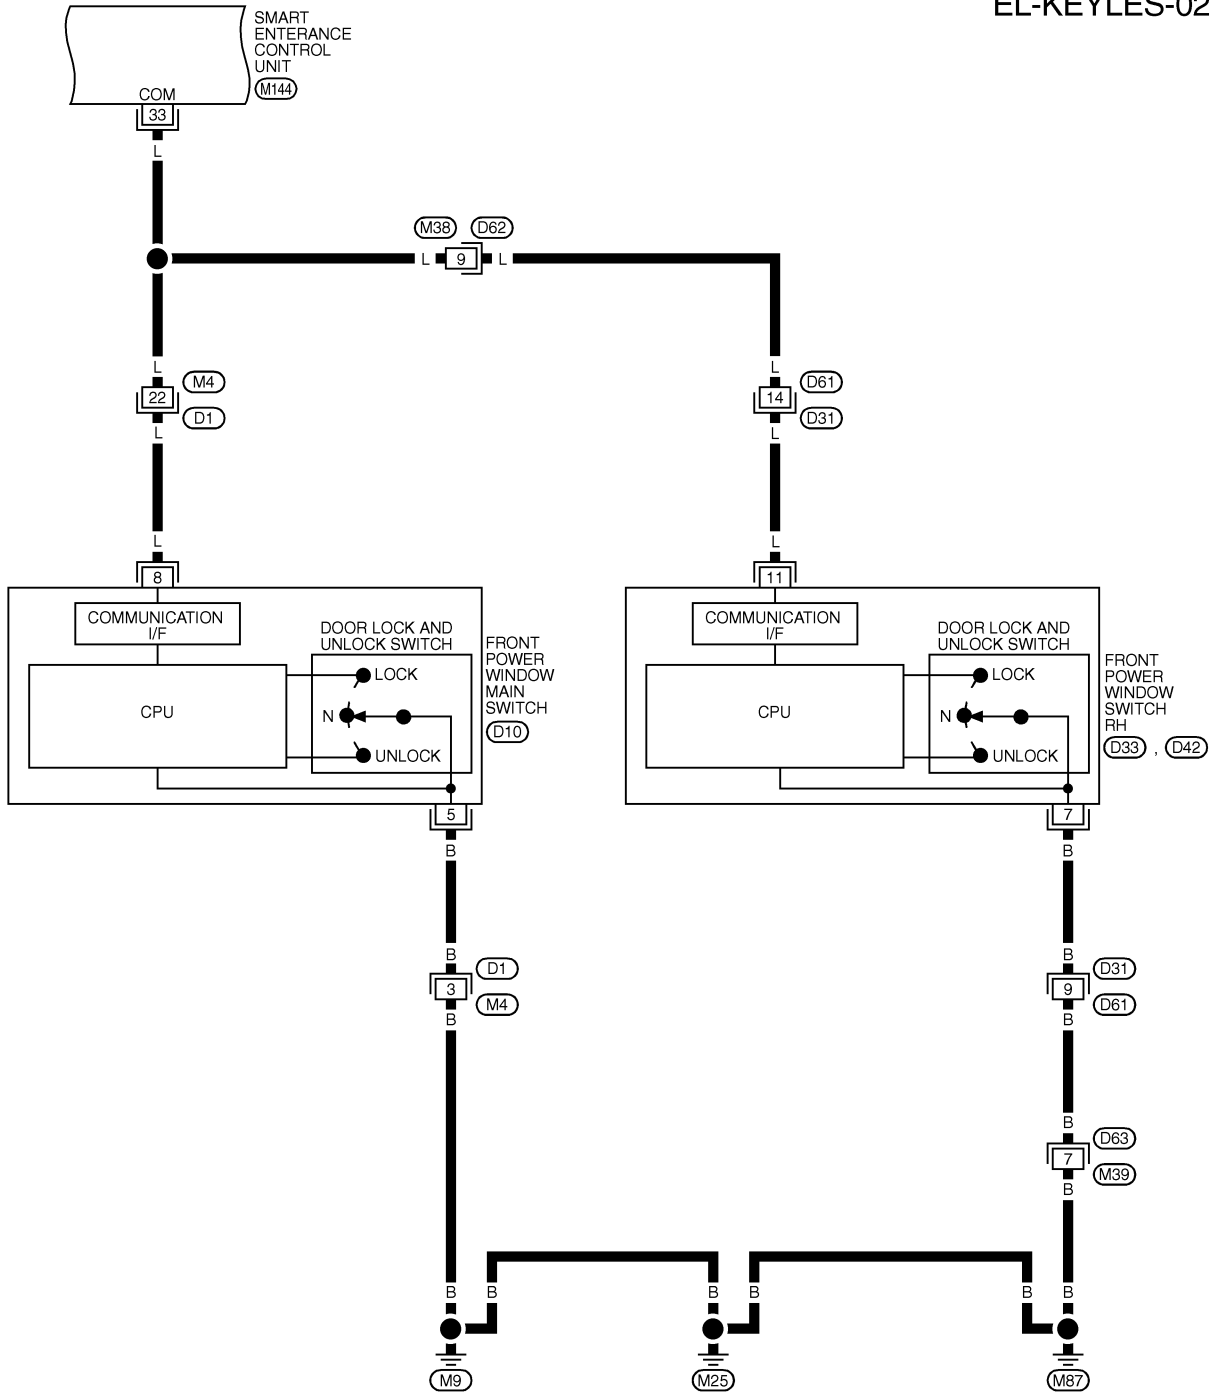 EL-KEYLES-02
SMART
ENTERANCE
CONTROL
UNIT
M144
COM
33
L
M38 D62
L 9 L
L
22
M4
D1
L
L
8
L
14
D61
D31
L
L
11
COMMUNICATION
I/F
CPU
DOOR LOCK AND
UNLOCK SWITCH
LOCK
N
UNLOCK
FRONT
POWER
WINDOW
MAIN
SWITCH
D10
5
COMMUNICATION
I/F
CPU
DOOR LOCK AND
UNLOCK SWITCH
LOCK
N
UNLOCK
FRONT
POWER
WINDOW
SWITCH
RH
D33 , D42
7
B
B
3
D1
M4
B
B
B
9
D31
D61
B
B
7
D63
M39
B
B B B B B B
M9 M25 M87